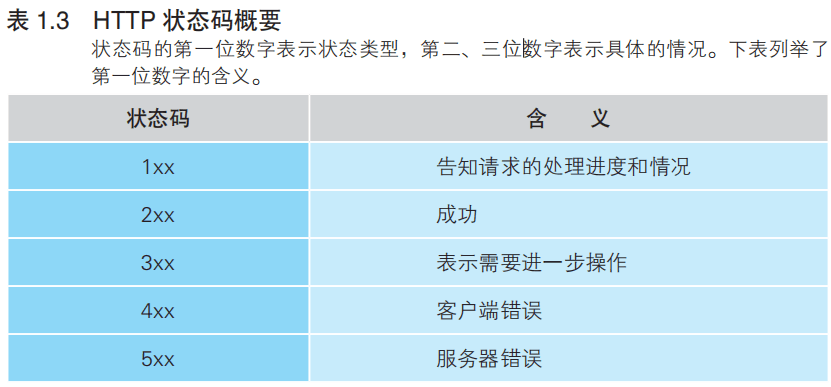 表 1.3 HTTP 状态码概要
状态码的第一位数字表示状态类型，第二、三位数字表示具体的情况。下表列举了
第一位数字的含义。
状态码 含 义
1xx 告知请求的处理进度和情况
2xx 成功
3xx 表示需要进一步操作
4xx 客户端错误
5xx 服务器错误